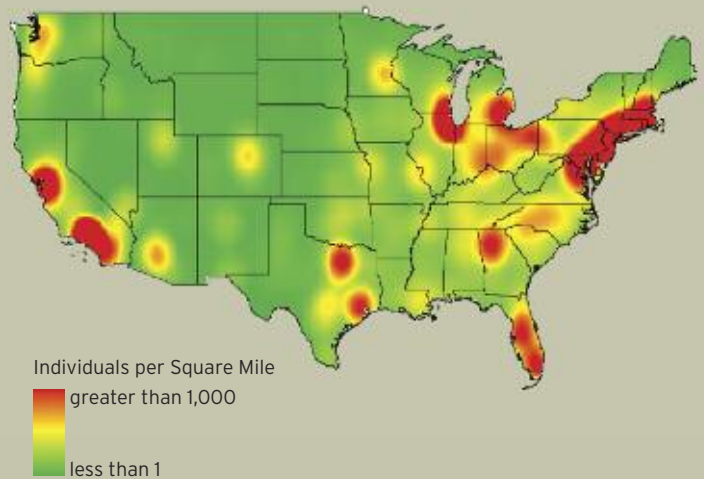 Individuals per Square Mile
greater than 1,000
less than 1